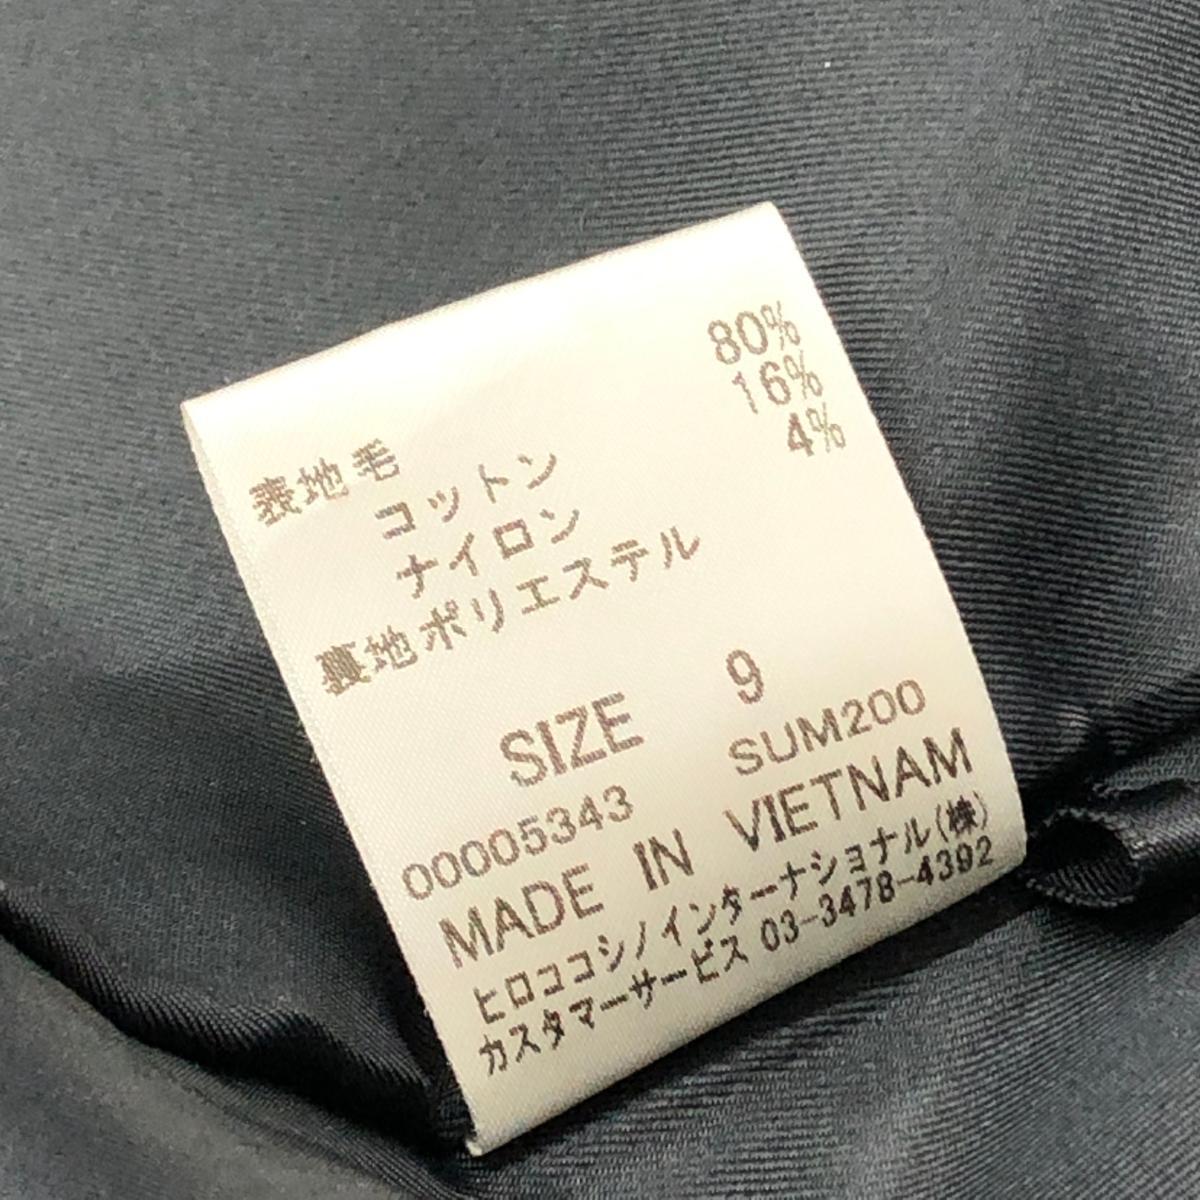 表地毛 80%
コットン 16%
ナイロン 4%
裏地ポリエステル
SIZE 9
00005343 SUM200
MADE IN VIETNAM
ヒロココシノインターナショナル(株)
カスタマーサービス 03-3478-4392